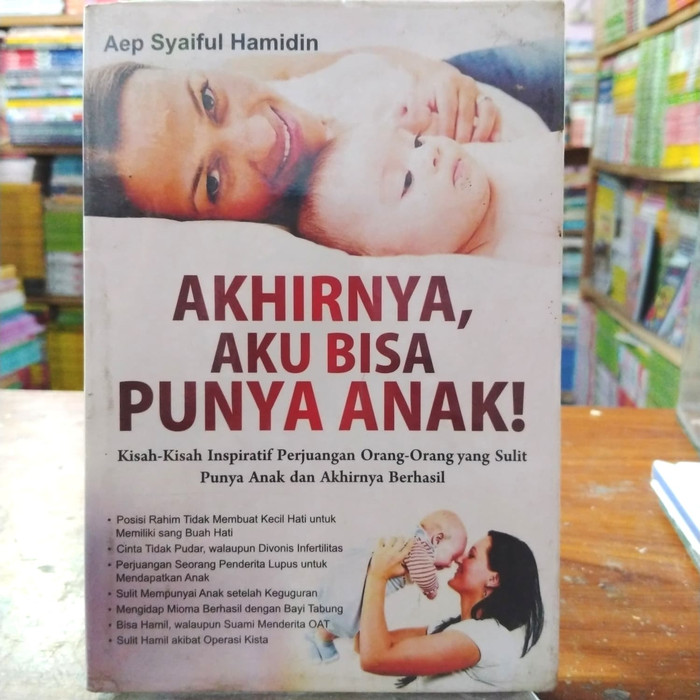 Aep Syaiful Hamidin
AKHIRNYA,
AKU BISA
PUNYA ANAK!
Kisah-Kisah Inspiratif Perjuangan Orang-Orang yang Sulit
Punya Anak dan Akhirnya Berhasil
• Posisi Rahim Tidak Membuat Kecil Hati untuk
Memiliki sang Buah Hati
• Cinta Tidak Pudar, walaupun Divonis Infertilitas
• Perjuangan Seorang Penderita Lupus untuk
Mendapatkan Anak
• Sulit Mempunyai Anak setelah Keguguran
• Mengidap Mioma Berhasil dengan Bayi Tabung
• Bisa Hamil, walaupun Suami Menderita OAT
• Sulit Hamil akibat Operasi Kista